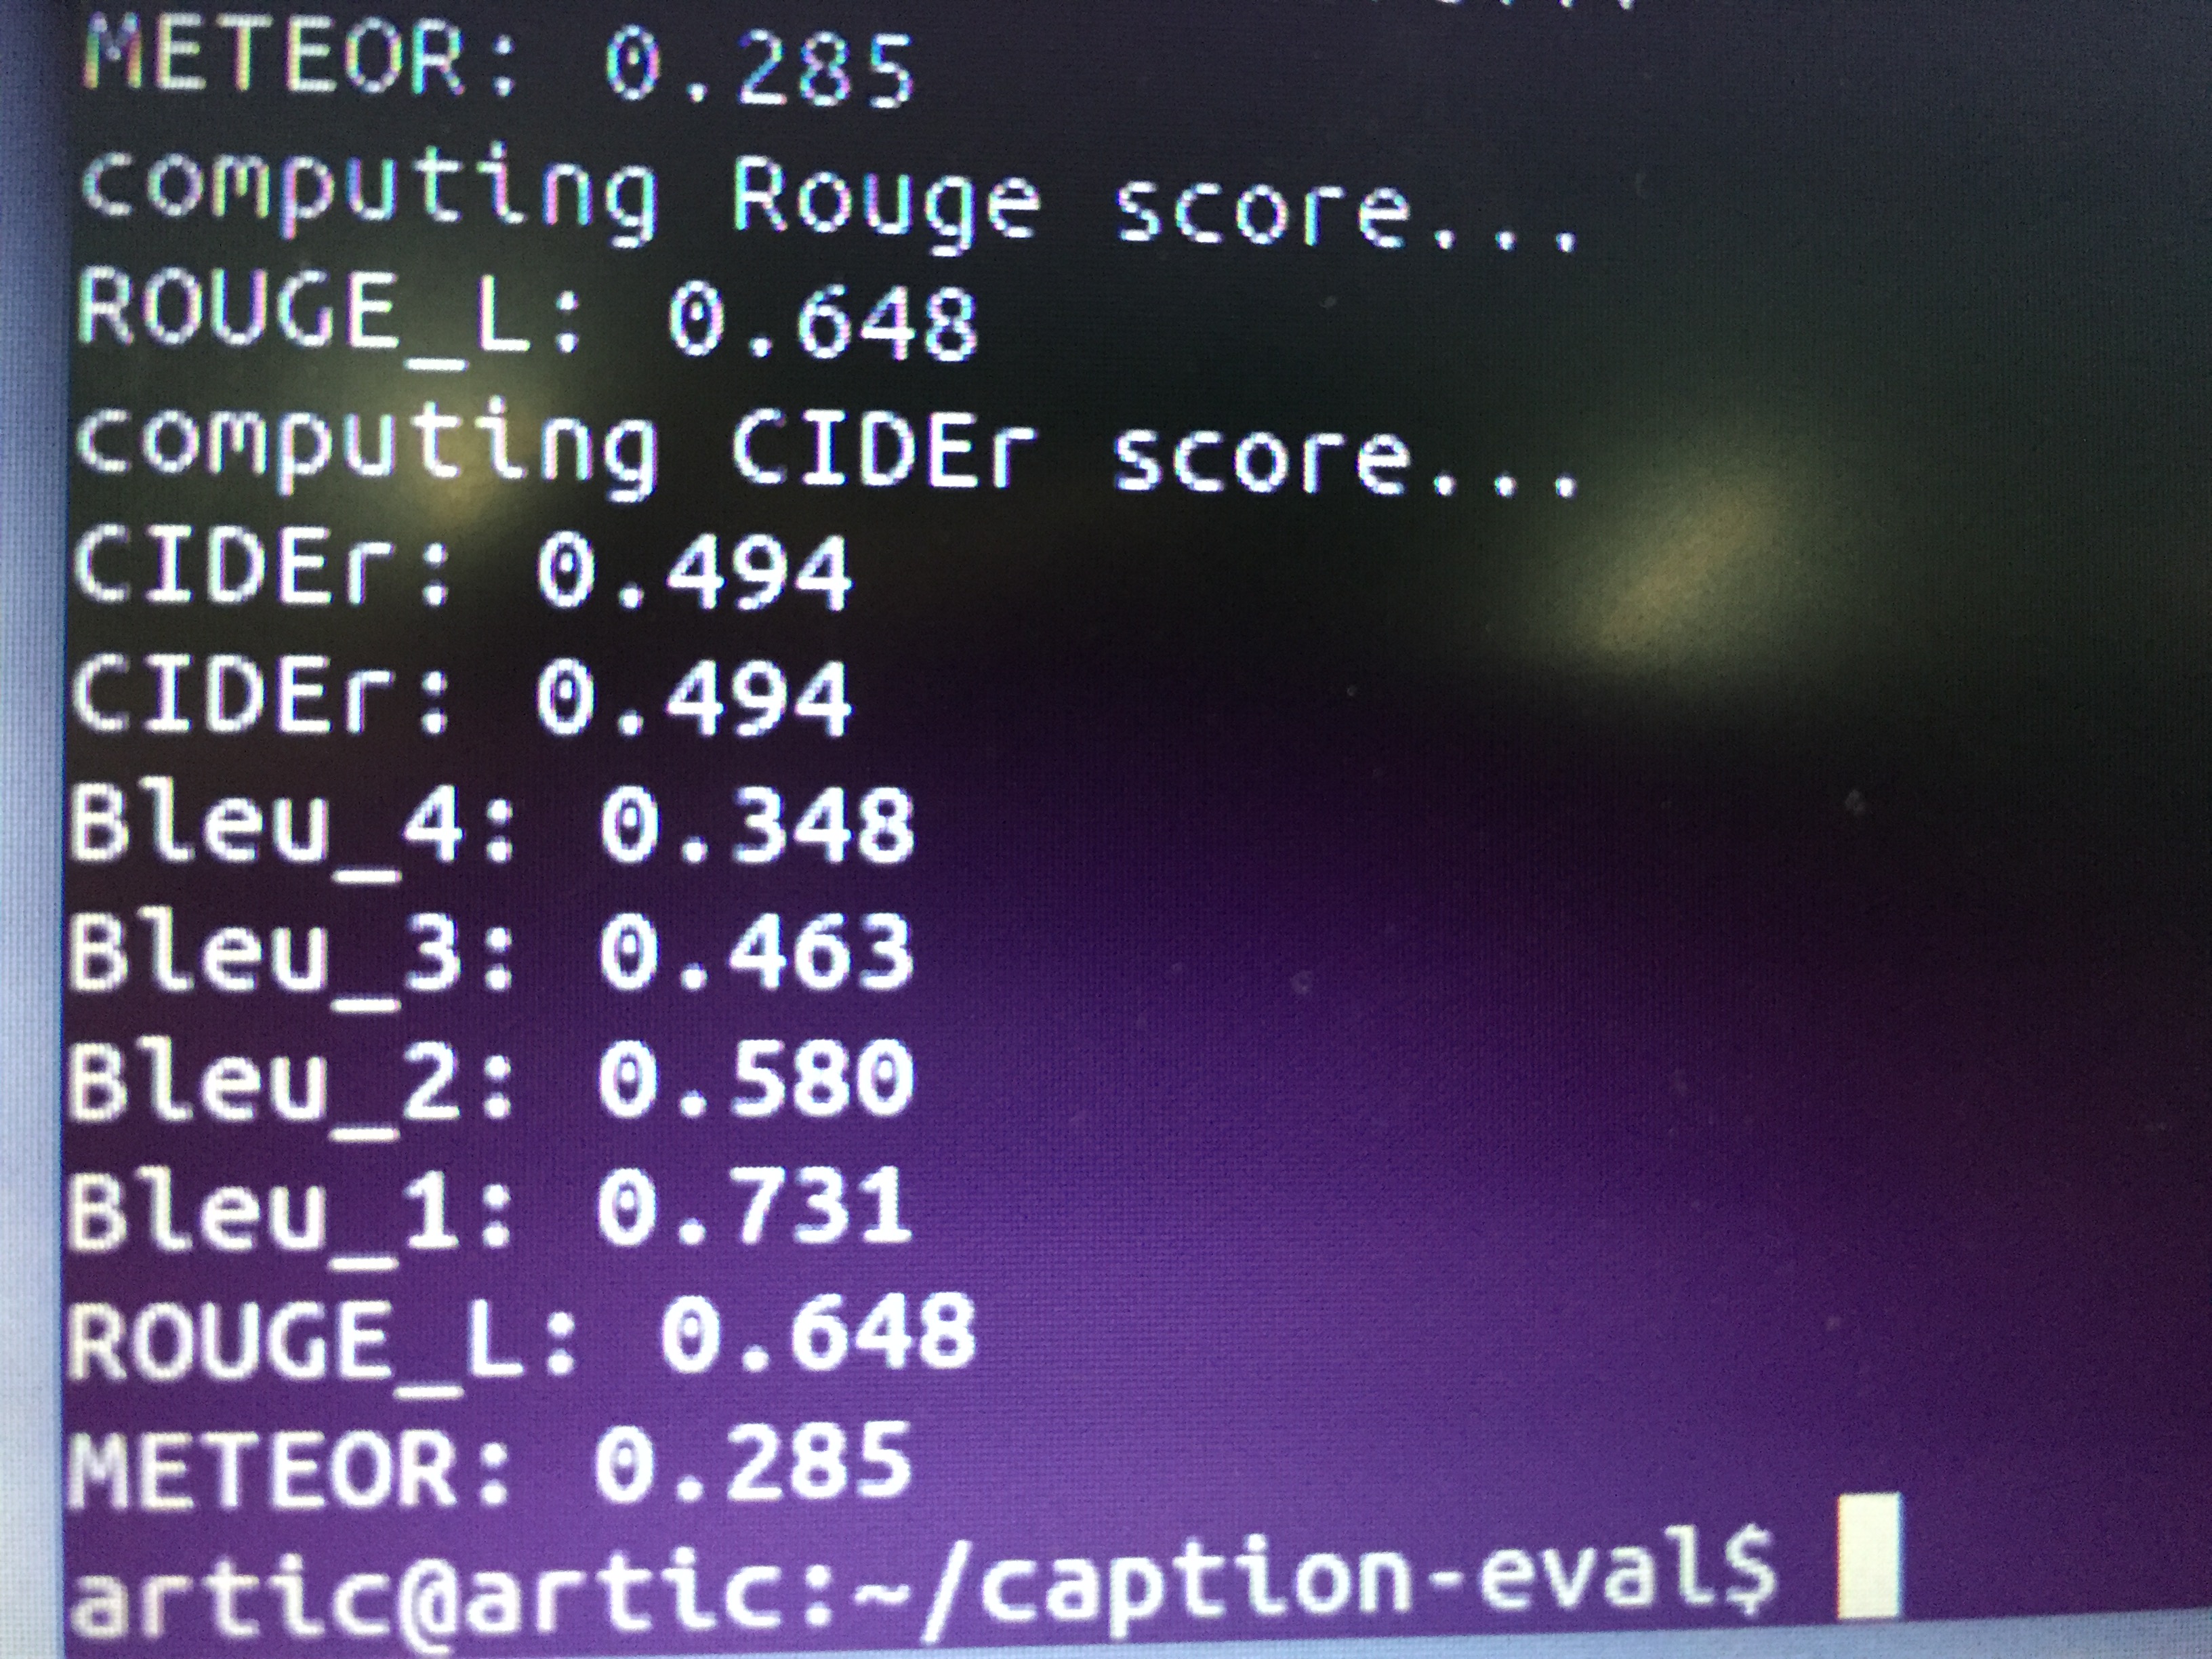 METEOR: 0.285
computing Rouge score...
ROUGE_L: 0.648
computing CIDEr score...
CIDEr: 0.494
CIDEr: 0.494
Bleu_4: 0.348
Bleu_3: 0.463
Bleu_2: 0.580
Bleu_1: 0.731
ROUGE_L: 0.648
METEOR: 0.285
artic@artic:~/caption-eval$